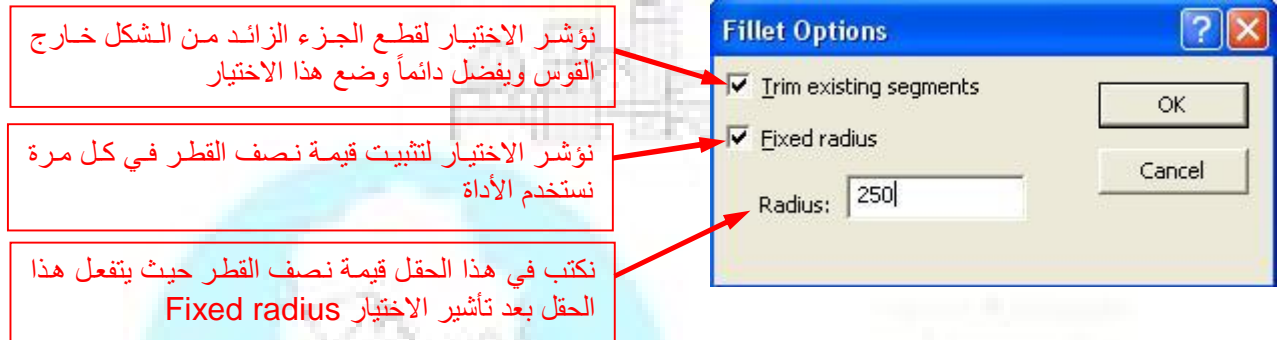 نؤشر الاختيار لقطع الجزء الزائد من الشكل خارج
القوس ويفضل دائماً وضع هذا الاختيار
نؤشر الاختيار لتثبيت قيمة نصف القطر في كل مرة
نستخدم الأداة
نكتب في هذا الحقل قيمة نصف القطر حيث يتفعل هذا
الحقل بعد تأشير الاختيار Fixed radius
Fillet Options
Trim existing segments
OK
Fixed radius
Cancel
Radius: 250